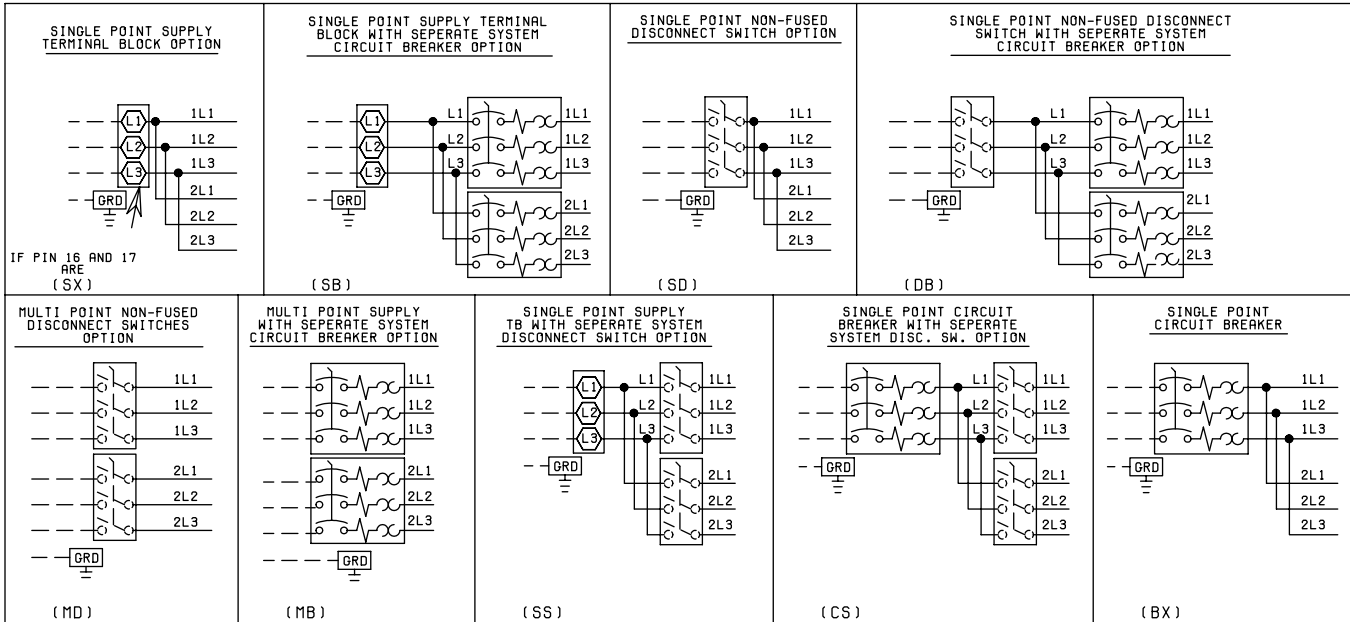 SINGLE POINT SUPPLY
TERMINAL BLOCK OPTION
L1
L2
L3
1L1
1L2
1L3
2L1
2L2
2L3
GRD
IF PIN 16 AND 17
ARE
(SX)
SINGLE POINT SUPPLY TERMINAL
BLOCK WITH SEPERATE SYSTEM
CIRCUIT BREAKER OPTION
L1
L2
L3
L1
L2
L3
1L1
1L2
1L3
GRD
2L1
2L2
2L3
(SB)
SINGLE POINT NON-FUSED
DISCONNECT SWITCH OPTION
1L1
1L2
1L3
GRD
2L1
2L2
2L3
(SD)
SINGLE POINT NON-FUSED DISCONNECT
SWITCH WITH SEPERATE SYSTEM
CIRCUIT BREAKER OPTION
L1
L2
L3
1L1
1L2
1L3
GRD
2L1
2L2
2L3
(DB)
MULTI POINT NON-FUSED
DISCONNECT SWITCHES
OPTION
1L1
1L2
1L3
2L1
2L2
2L3
GRD
(MD)
MULTI POINT SUPPLY
WITH SEPERATE SYSTEM
CIRCUIT BREAKER OPTION
1L1
1L2
1L3
2L1
2L2
2L3
GRD
(MB)
SINGLE POINT SUPPLY
TB WITH SEPERATE SYSTEM
DISCONNECT SWITCH OPTION
L1
L2
L3
L1
L2
L3
1L1
1L2
1L3
GRD
2L1
2L2
2L3
(SS)
SINGLE POINT CIRCUIT
BREAKER WITH SEPERATE
SYSTEM DISC. SW. OPTION
L1
L2
L3
1L1
1L2
1L3
GRD
2L1
2L2
2L3
(CS)
SINGLE POINT
CIRCUIT BREAKER
1L1
1L2
1L3
GRD
2L1
2L2
2L3
(BX)